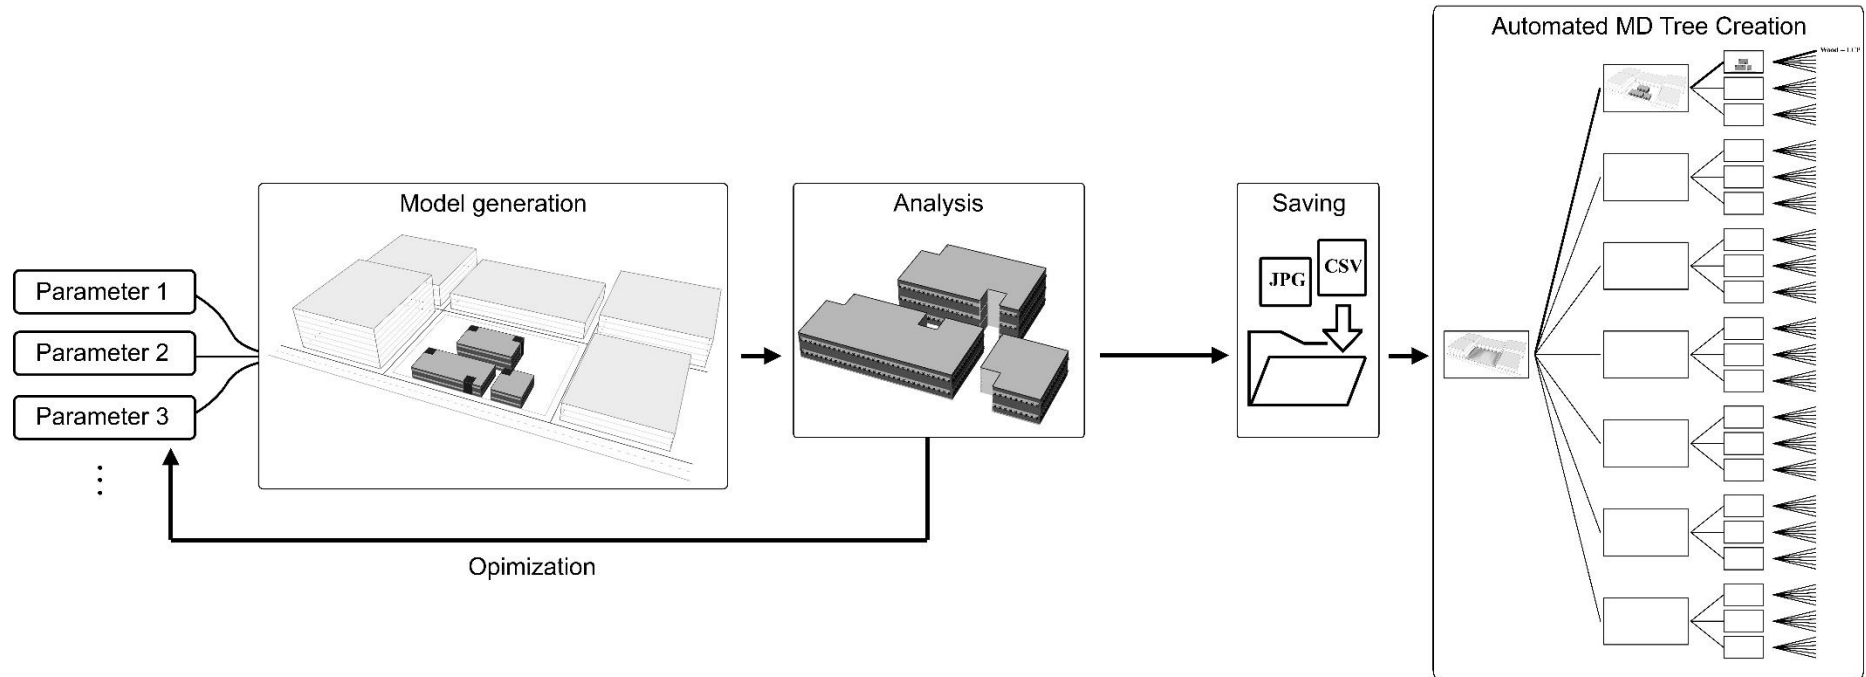 Automated MD Tree Creation
Model generation
Analysis
Saving
Parameter 1
Parameter 2
Parameter 3
JPG
CSV
Opimization